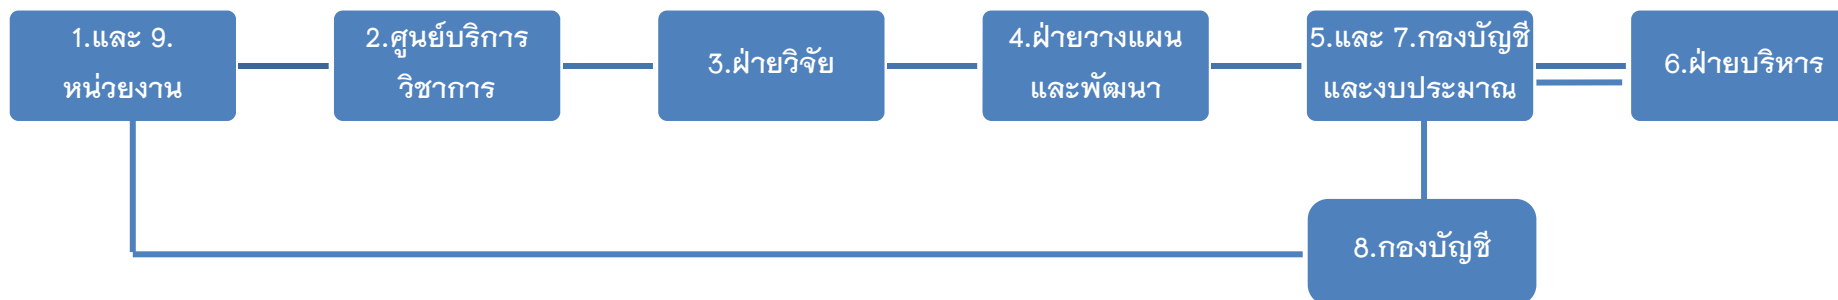 1.และ 9.
หน่วยงาน
2.ศูนย์บริการ
วิชาการ
3.ฝ่ายวิจัย
4.ฝ่ายวางแผน
และพัฒนา
5.และ 7.กองบัญชี
และงบประมาณ
6.ฝ่ายบริหาร
8.กองบัญชี